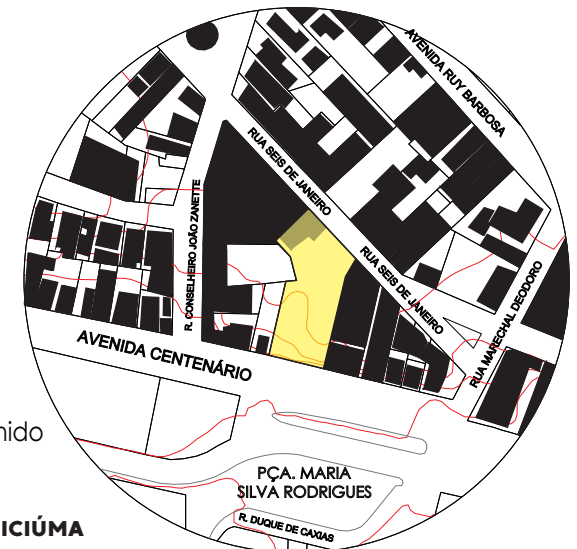 AVENIDA RUY BARBOSA
RUA SEIS DE JANEIRO
R. CONSELHEIRO JOÃO ZANETTE
RUA SEIS DE JANEIRO
RUA MARECHAL DEODORO
AVENIDA CENTENÁRIO
nido
PÇA. MARIA
SILVA RODRIGUES
R. DUQUE DE CAXIAS
ICIÚMA